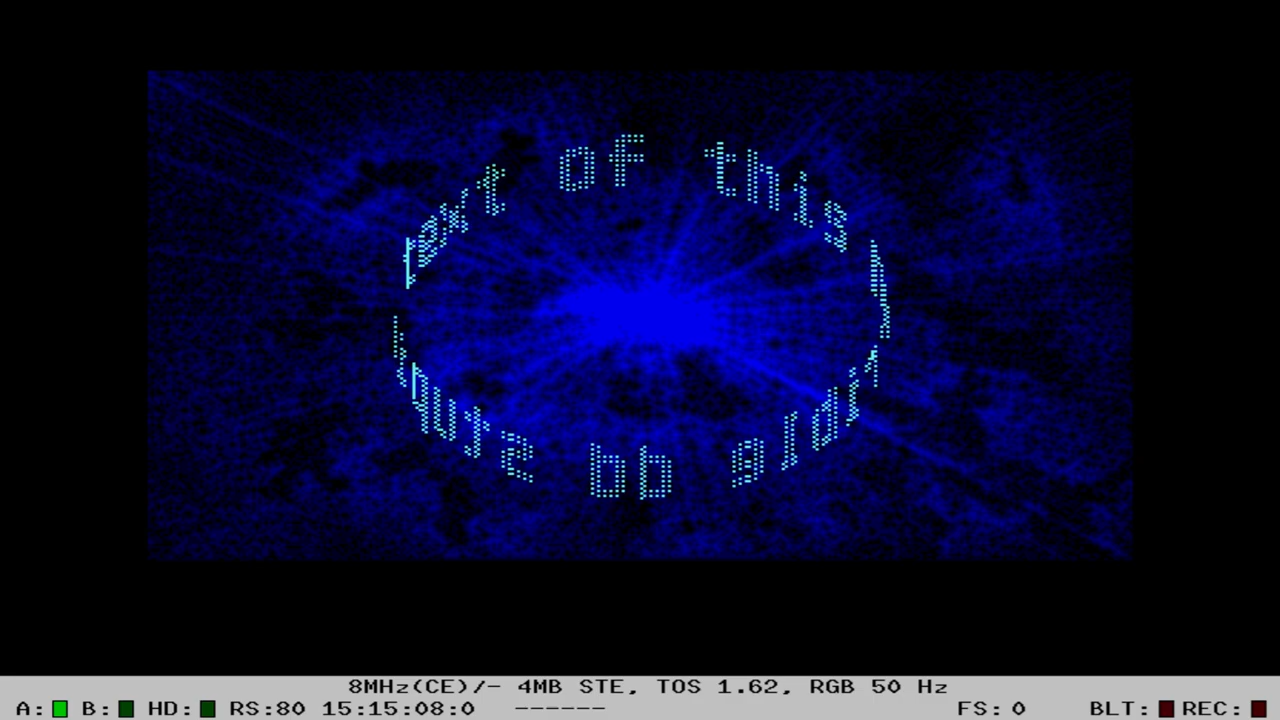 text of this
8MHz(CE)/- 4MB STE, TOS 1.62, RGB 50 Hz
A: B: HD: RS:80 15:15:08:0 ------ FS: 0 BLT: REC: